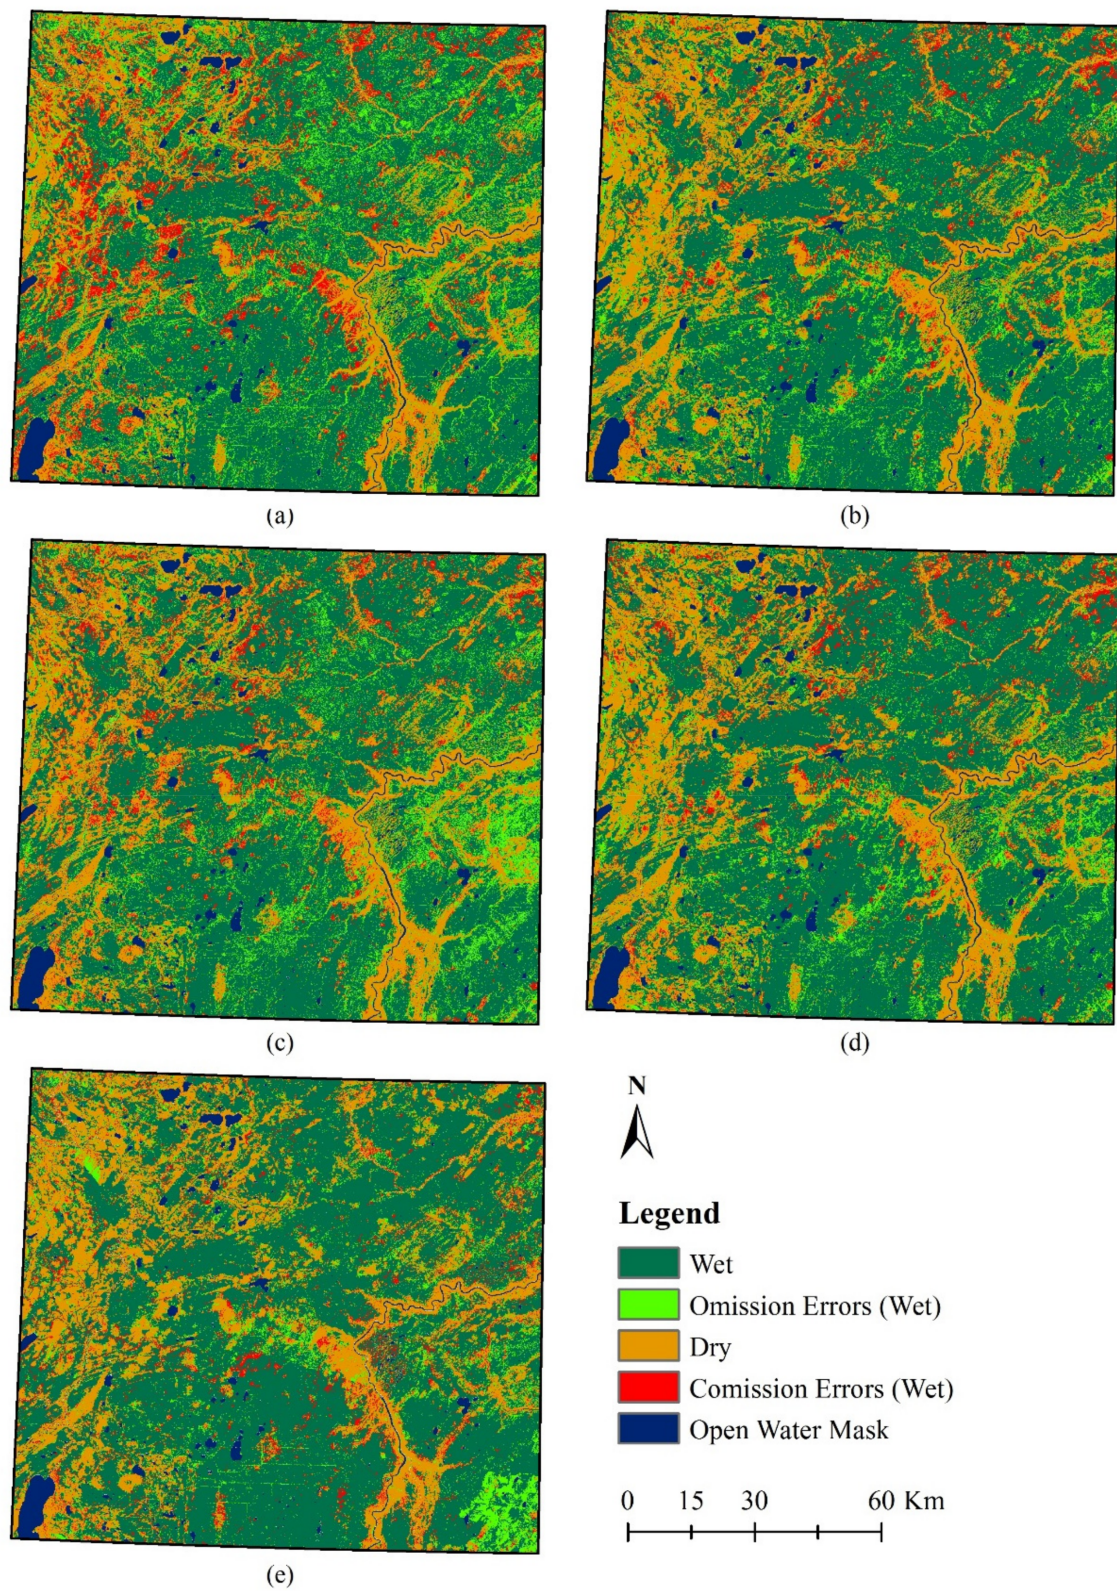 (a)
(b)
(c)
(d)
(e)
N
Legend
Wet
Omission Errors (Wet)
Dry
Comission Errors (Wet)
Open Water Mask
0 15 30 60 Km